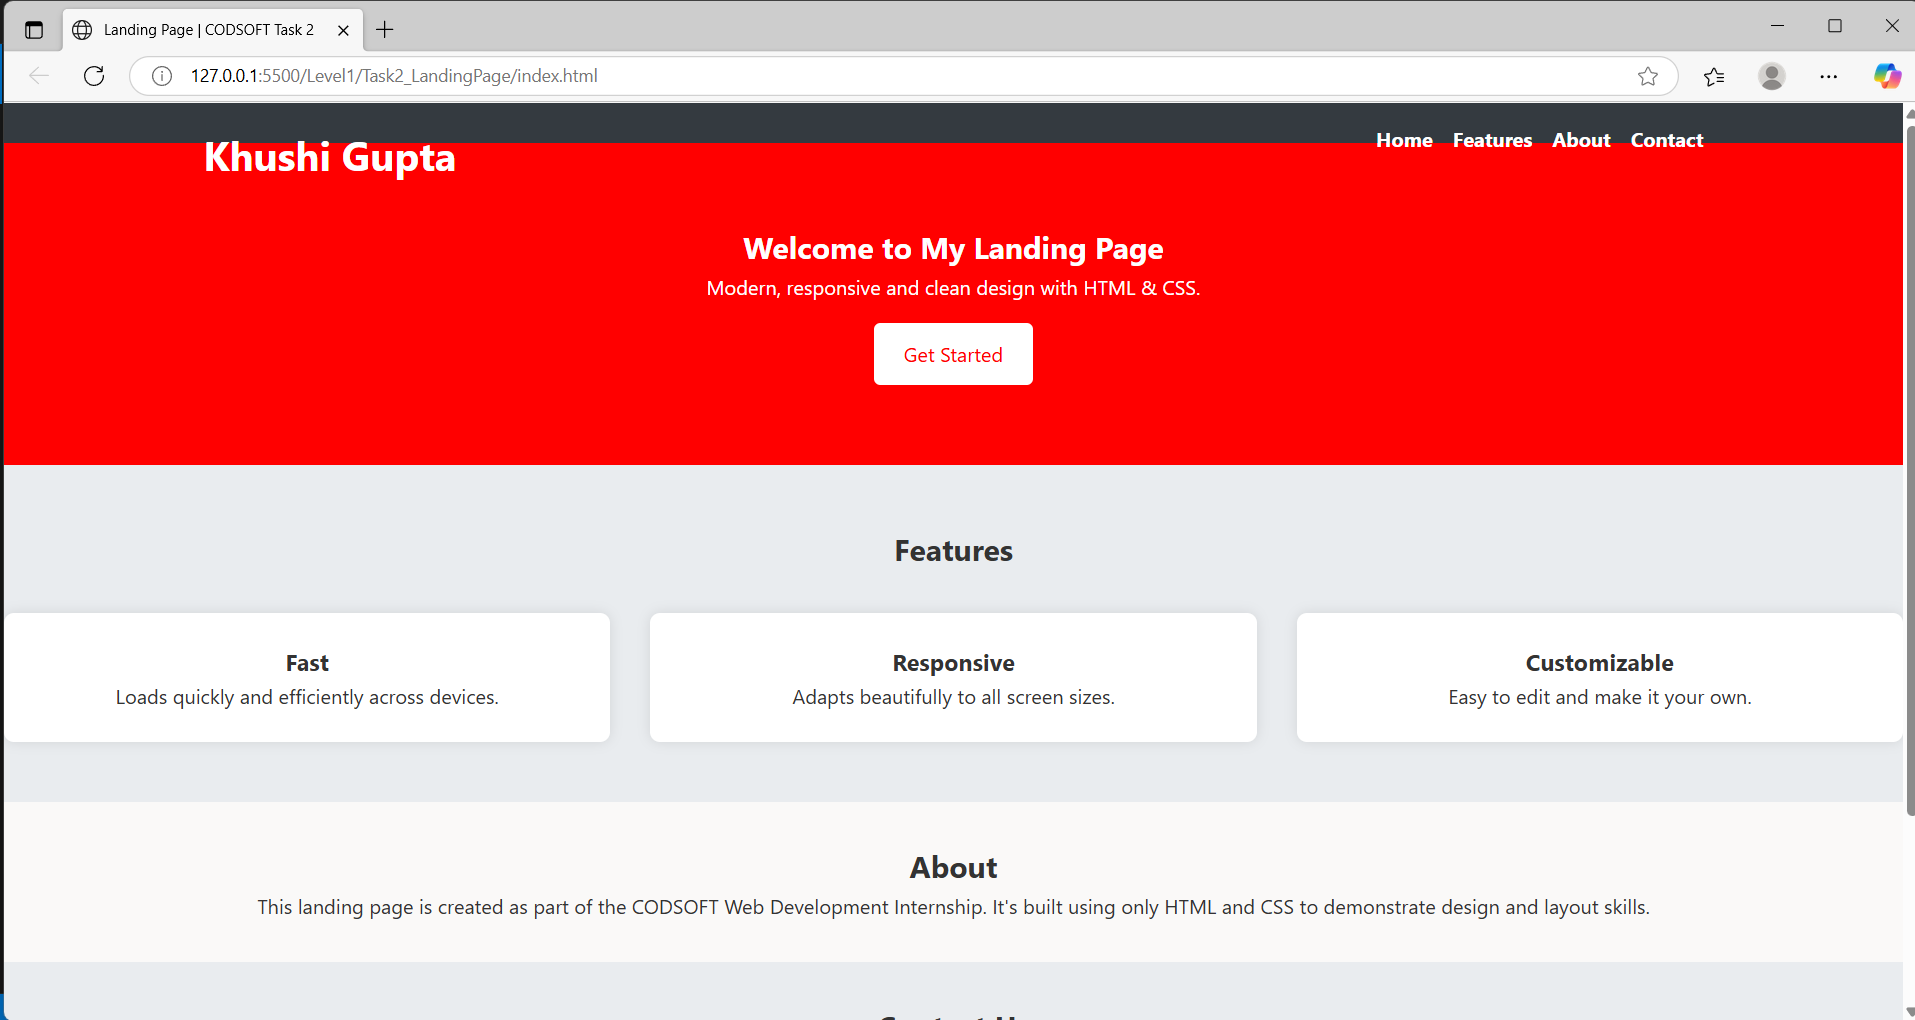 Landing Page | CODSOFT Task 2
127.0.0.1:5500/Level1/Task2_LandingPage/index.html
Khushi Gupta
Home Features About Contact
Welcome to My Landing Page
Modern, responsive and clean design with HTML & CSS.
Get Started
Features
Fast
Loads quickly and efficiently across devices.
Responsive
Adapts beautifully to all screen sizes.
Customizable
Easy to edit and make it your own.
About
This landing page is created as part of the CODSOFT Web Development Internship. It's built using only HTML and CSS to demonstrate design and layout skills.